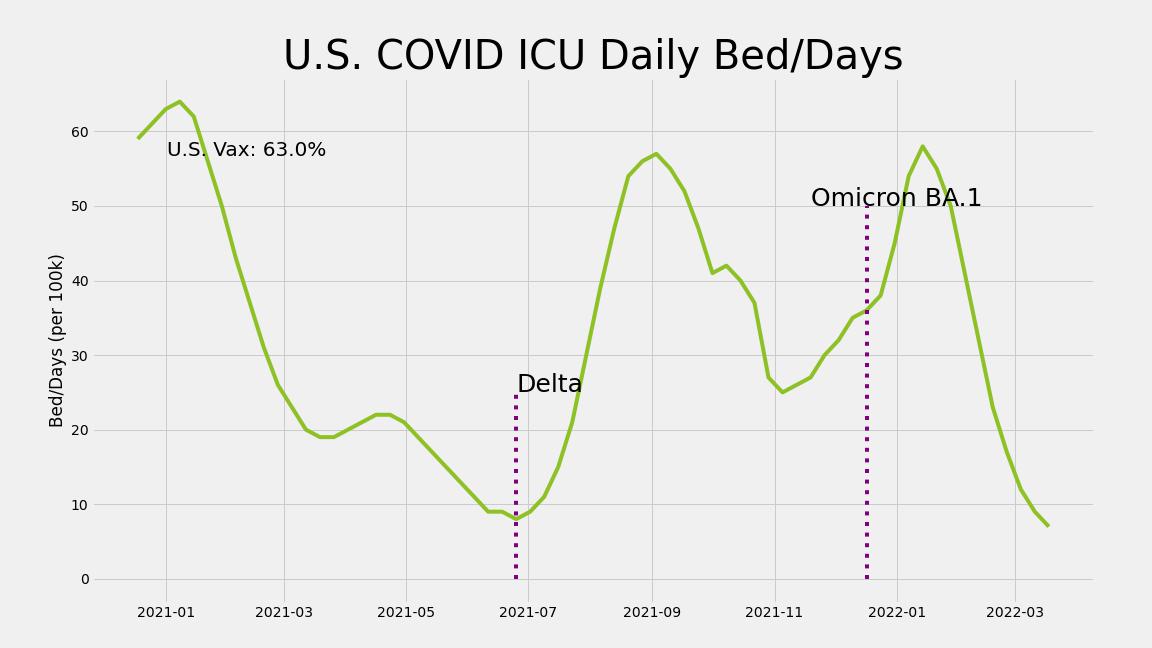 U.S. COVID ICU Daily Bed/Days
U.S. Vax: 63.0%
Omicron BA.1
Delta
Bed/Days (per 100k)
60
50
40
30
20
10
0
2021-01 2021-03 2021-05 2021-07 2021-09 2021-11 2022-01 2022-03